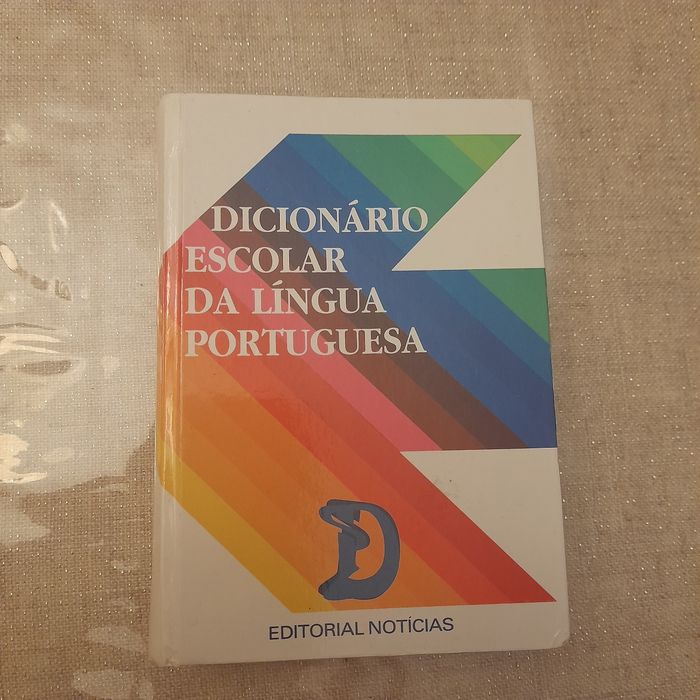 DICIONÁRIO
ESCOLAR
DA LÍNGUA
PORTUGUESA
D
EDITORIAL NOTÍCIAS